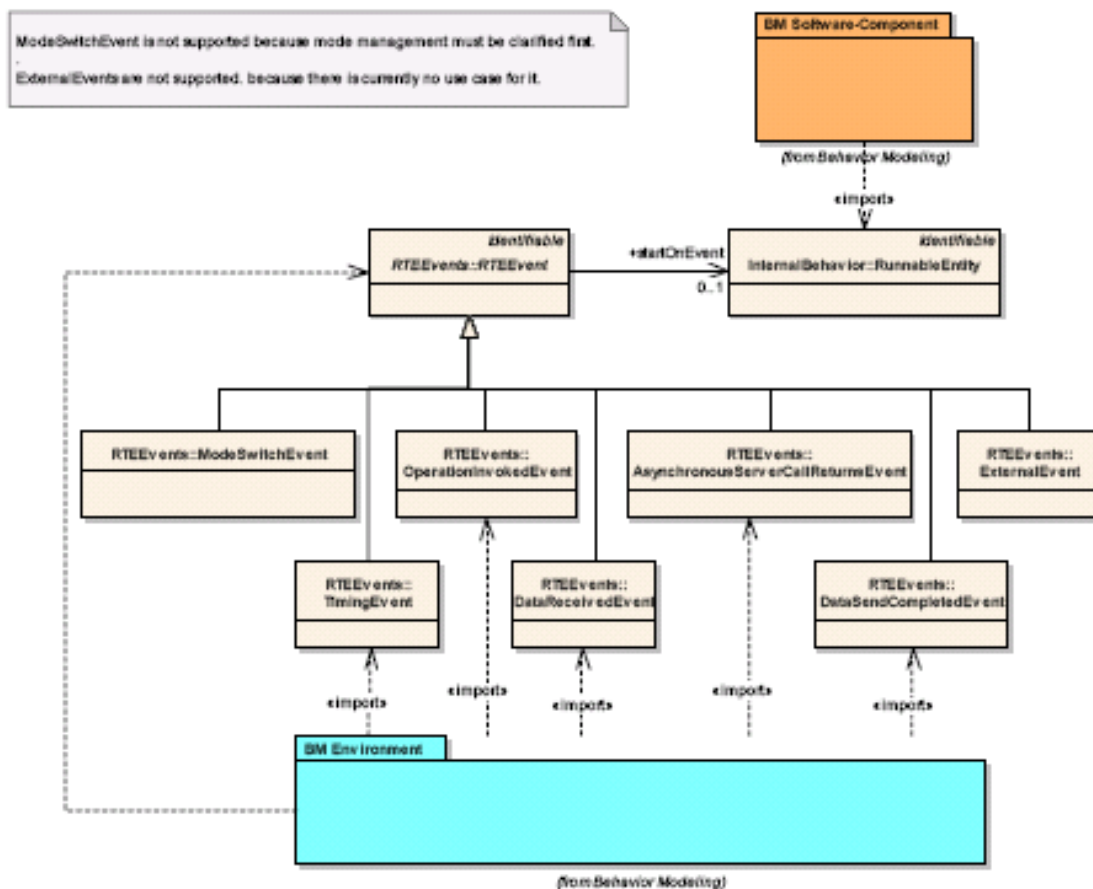 ModeSwitchEvent is not supported because mode management must be clarified first.
.
ExternalEvents are not supported, because there is currently no use case for it.
BM Software-Component
(from Behavior Modeling)
«import»
Identifiable
RTEEvents::RTEEvent
+startOnEvent
0..1
Identifiable
InternalBehavior::RunnableEntity
RTEEvents::ModeSwitchEvent
RTEEvents::
OperationInvokedEvent
RTEEvents::
AsynchronousServerCallReturnsEvent
RTEEvents::
ExternalEvent
RTEEvents::
TimingEvent
RTEEvents::
DataReceivedEvent
RTEEvents::
DataSendCompletedEvent
«import»
«import»
«import»
«import»
«import»
BM Environment
(from Behavior Modeling)